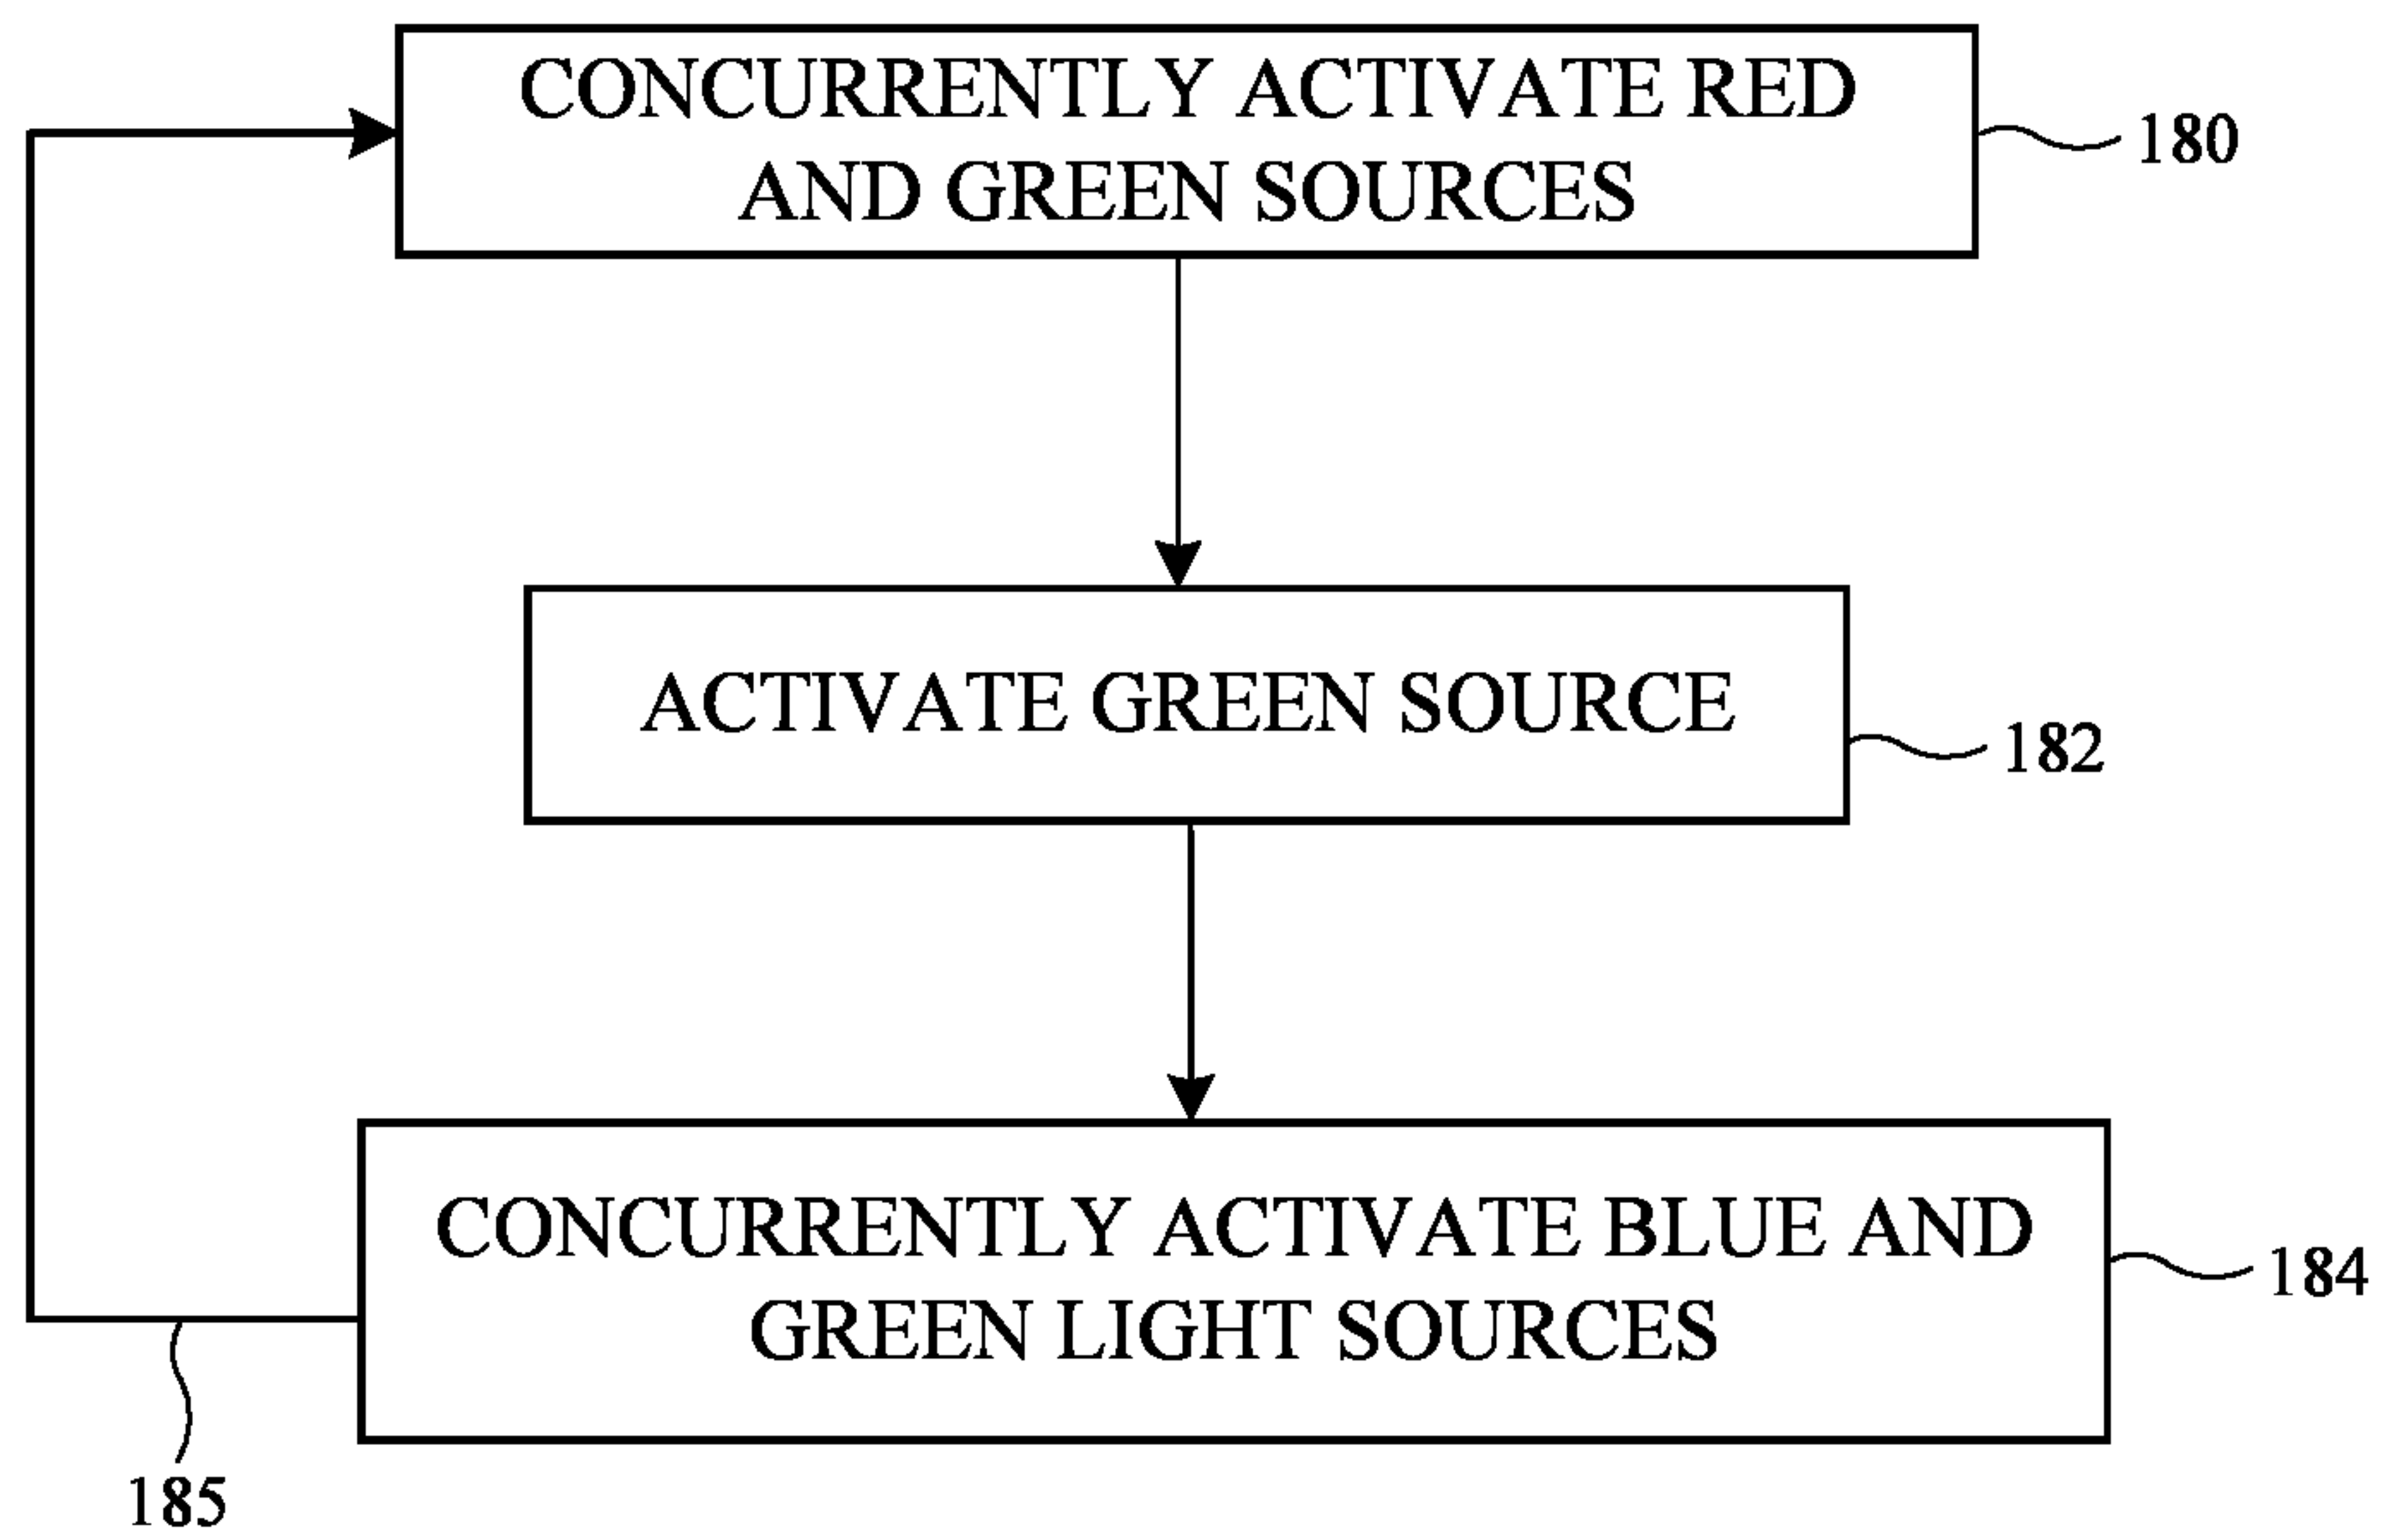 CONCURRENTLY ACTIVATE RED
AND GREEN SOURCES
180
ACTIVATE GREEN SOURCE
182
CONCURRENTLY ACTIVATE BLUE AND
GREEN LIGHT SOURCES
184
185